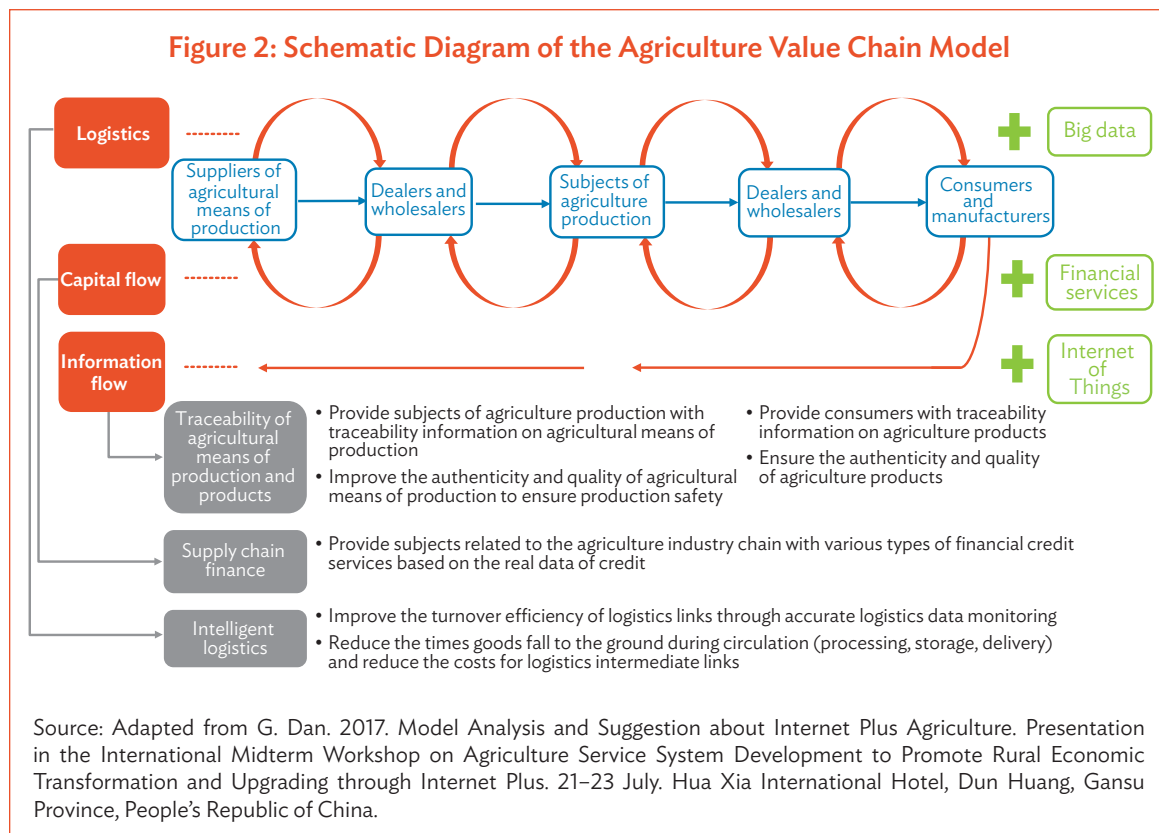 Figure 2: Schematic Diagram of the Agriculture Value Chain Model
Logistics
Suppliers of
agricultural
means of
production
Dealers and
wholesalers
Subjects of
agriculture
production
Dealers and
wholesalers
Consumers
and
manufacturers
Big data
Capital flow
Financial
services
Information
flow
Internet
of
Things
Traceability of
agricultural
means of
production and
products
• Provide subjects of agriculture production with
traceability information on agricultural means of
production
• Improve the authenticity and quality of agricultural
means of production to ensure production safety
• Provide consumers with traceability
information on agriculture products
• Ensure the authenticity and quality
of agriculture products
Supply chain
finance
• Provide subjects related to the agriculture industry chain with various types of financial credit
services based on the real data of credit
Intelligent
logistics
• Improve the turnover efficiency of logistics links through accurate logistics data monitoring
• Reduce the times goods fall to the ground during circulation (processing, storage, delivery)
and reduce the costs for logistics intermediate links
Source: Adapted from G. Dan. 2017. Model Analysis and Suggestion about Internet Plus Agriculture. Presentation
in the International Midterm Workshop on Agriculture Service System Development to Promote Rural Economic
Transformation and Upgrading through Internet Plus. 21–23 July. Hua Xia International Hotel, Dun Huang, Gansu
Province, People’s Republic of China.